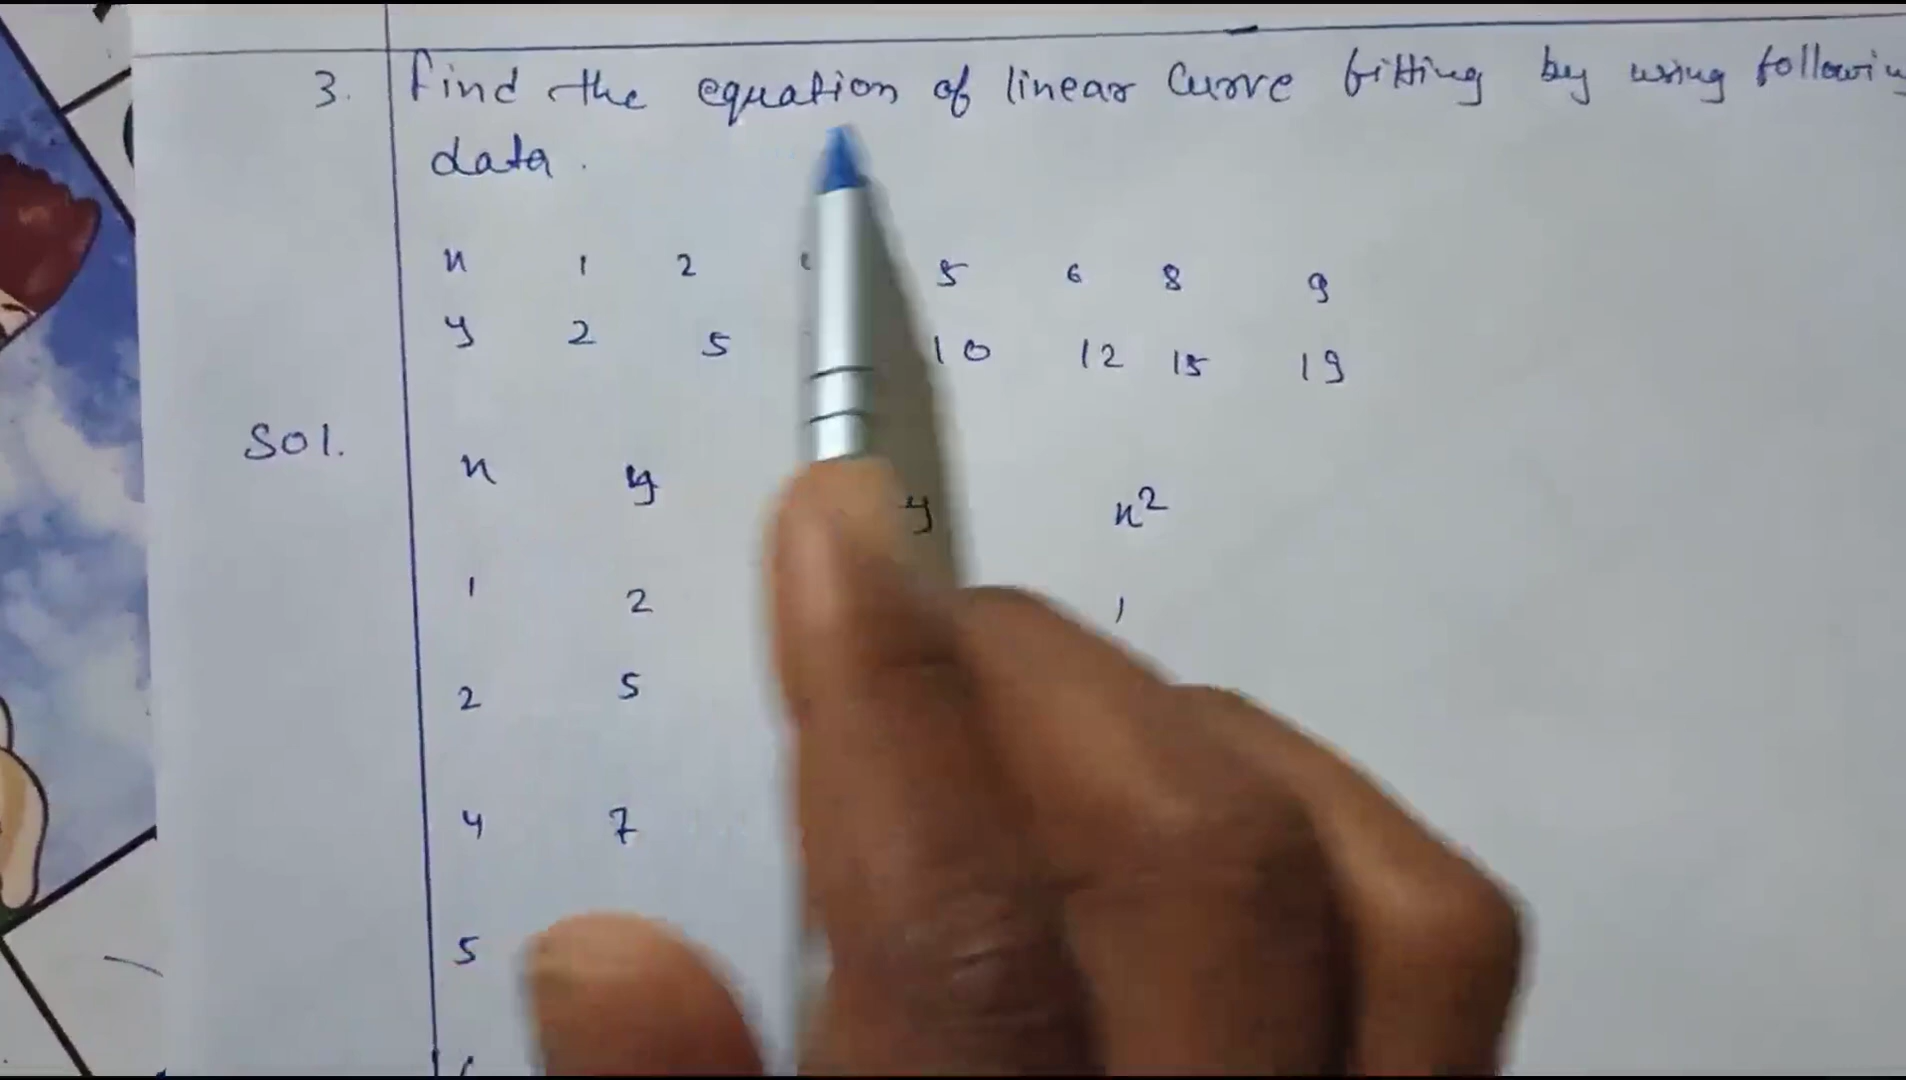 3. Find the equation of linear Curve fitting by using followin
data.
x 1 2 5 6 8 9
y 2 5 10 12 15 19
Sol.
x y y x²
1 2 1
2 5
4 7
5